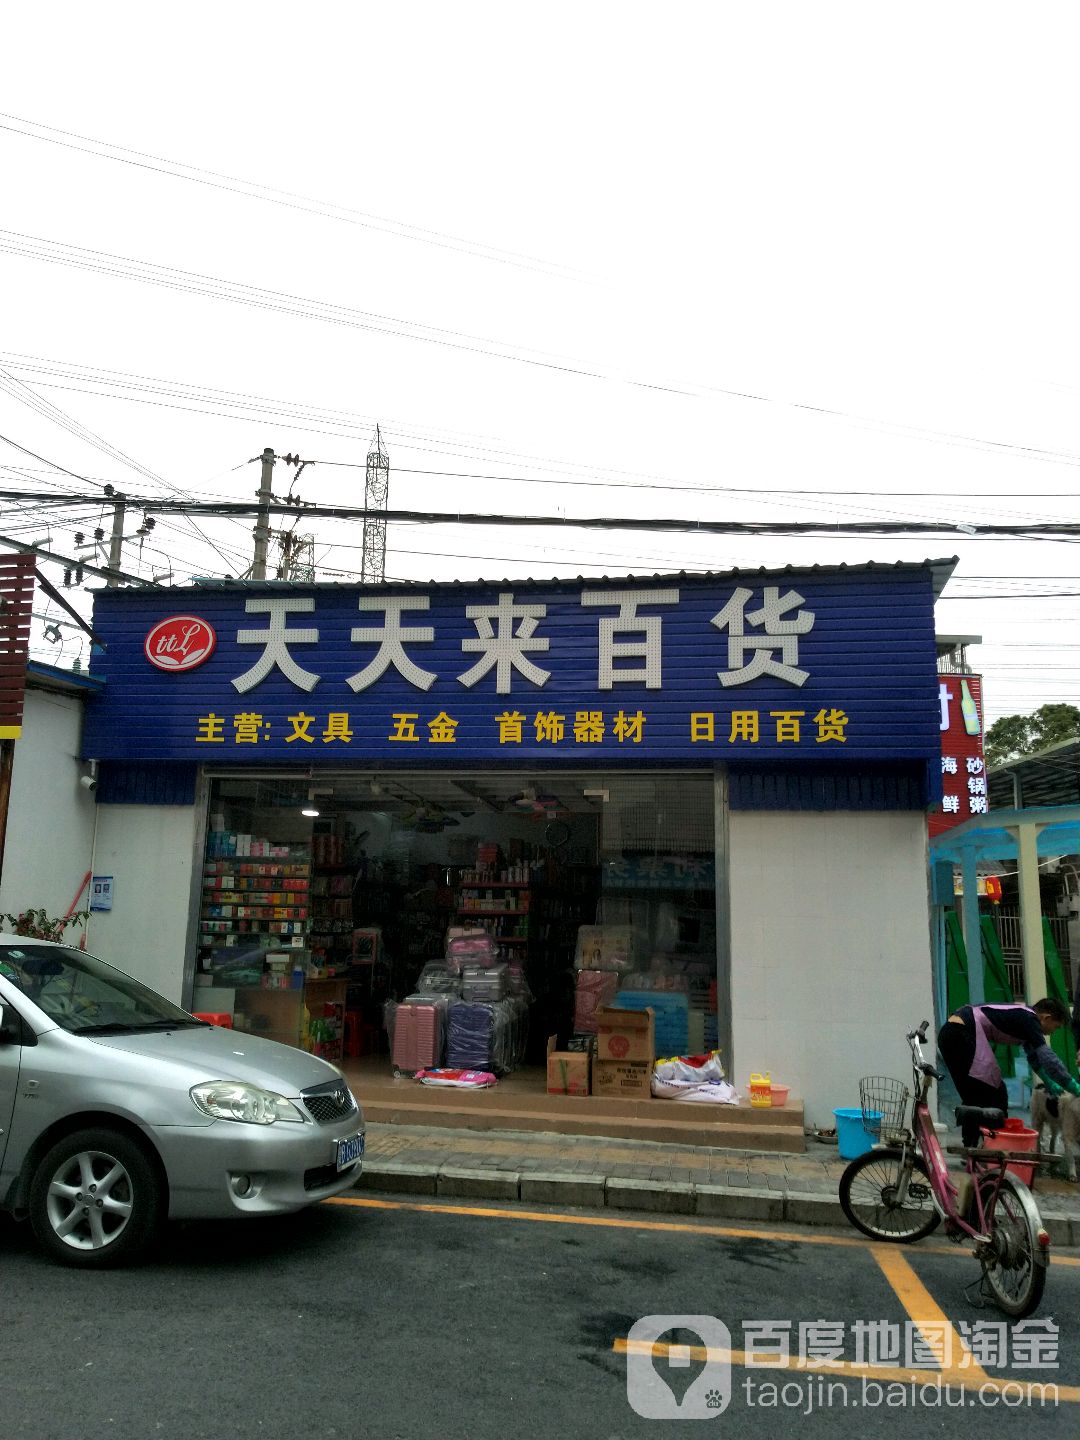 ttL 天天来百货
主营: 文具 五金 首饰器材 日用百货
海鲜
砂锅粥
百度地图淘金
taojin.baidu.com